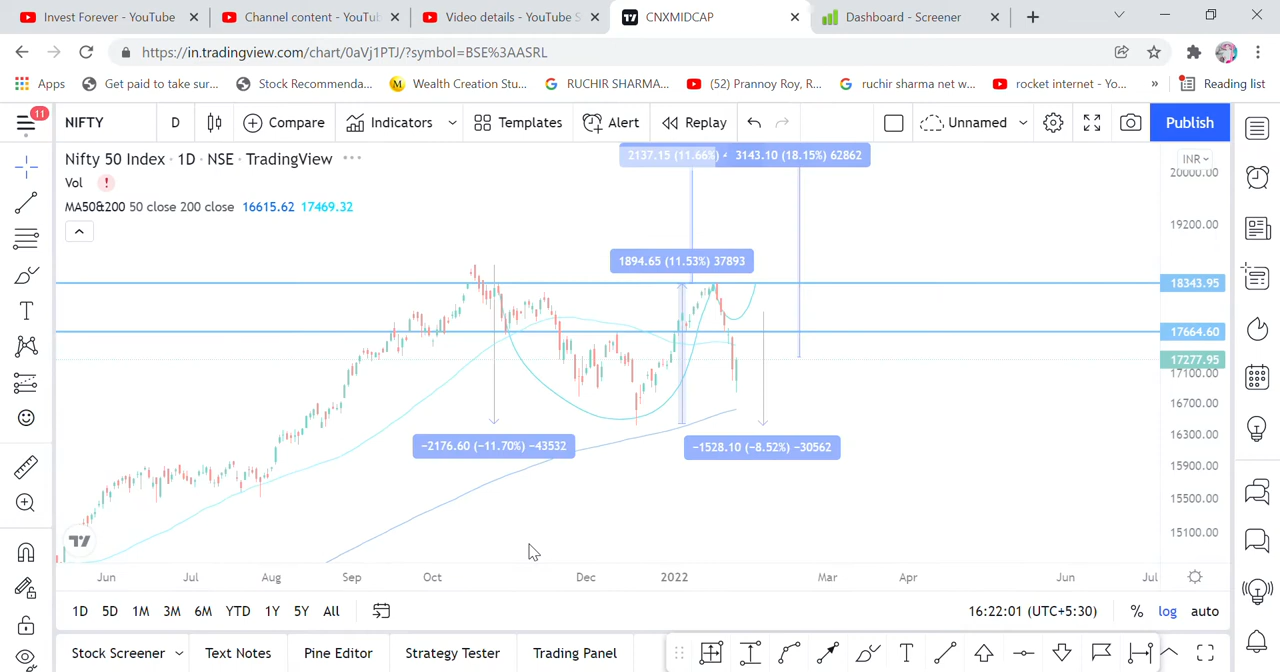 Invest Forever - YouTube
Channel content - YouTu
Video details - YouTube S
CNXMIDCAP
Dashboard - Screener
https://in.tradingview.com/chart/0aVj1PTJ/?symbol=BSE%3AASRL
Apps
Get paid to take sur...
Stock Recommenda...
Wealth Creation Stu...
RUCHIR SHARMA...
(52) Prannoy Roy, R...
ruchir sharma net w...
rocket internet - Yo...
»
Reading list
11
NIFTY
D
Compare
Indicators
Templates
Alert
Replay
Unnamed
Publish
Nifty 50 Index · 1D · NSE · TradingView
Vol
MA50&200 50 close 200 close 16615.62 17469.32
2137.15 (11.66%)
3143.10 (18.15%) 62862
1894.65 (11.53%) 37893
−2176.60 (−11.70%) −43532
−1528.10 (−8.52%) −30562
INR
20000.00
19200.00
18343.95
17664.60
17277.95
17100.00
16700.00
16300.00
15900.00
15500.00
15100.00
Jun Jul Aug Sep Oct Dec 2022 Mar Apr Jun Jul
1D 5D 1M 3M 6M YTD 1Y 5Y All
16:22:01 (UTC+5:30) % log auto
Stock Screener Text Notes Pine Editor Strategy Tester Trading Panel